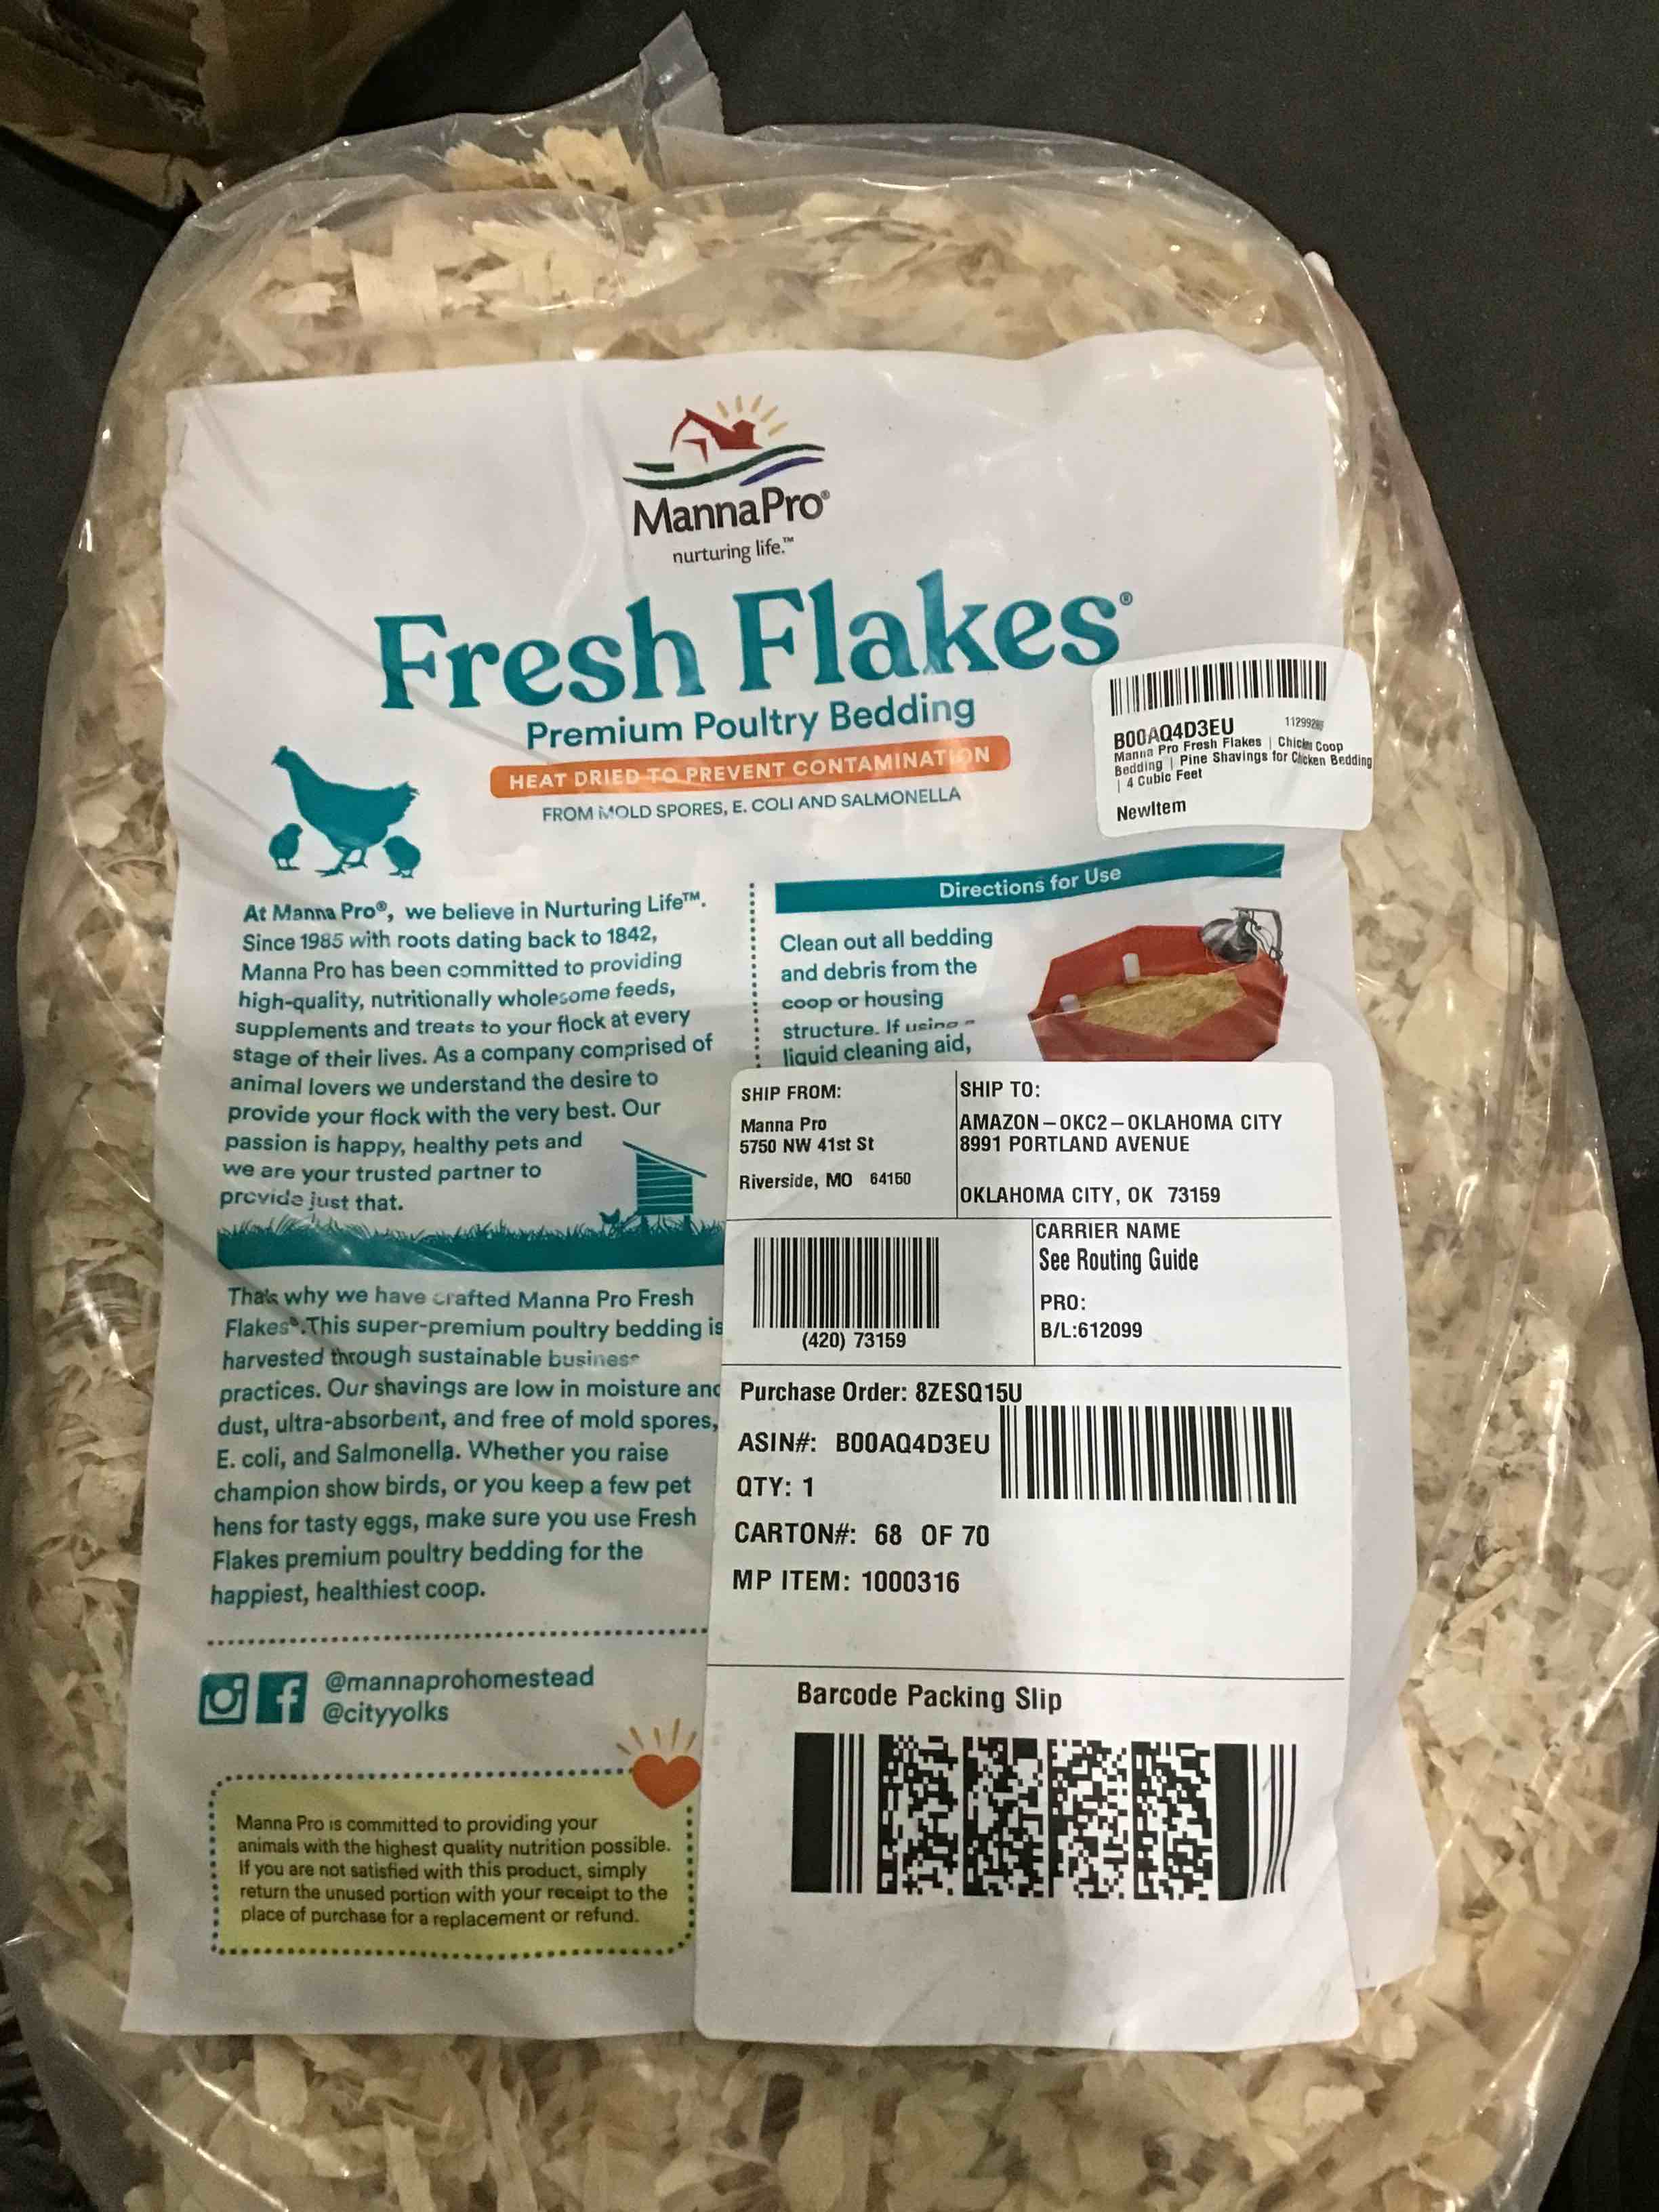 MannaPro®
nurturing life.™
Fresh Flakes®
Premium Poultry Bedding
HEAT DRIED TO PREVENT CONTAMINATION
FROM MOLD SPORES, E. COLI AND SALMONELLA
B00AQ4D3EU
Manna Pro Fresh Flakes | Chicken Coop
Bedding | Pine Shavings for Chicken Bedding
| 4 Cubic Feet
NewItem
At Manna Pro®, we believe in Nurturing Life™.
Since 1985 with roots dating back to 1842,
Manna Pro has been committed to providing
high-quality, nutritionally wholesome feeds,
supplements and treats to your flock at every
stage of their lives. As a company comprised of
animal lovers we understand the desire to
provide your flock with the very best. Our
passion is happy, healthy pets and
we are your trusted partner to
provide just that.
That's why we have crafted Manna Pro Fresh
Flakes®. This super-premium poultry bedding is
harvested through sustainable business
practices. Our shavings are low in moisture and
dust, ultra-absorbent, and free of mold spores,
E. coli, and Salmonella. Whether you raise
champion show birds, or you keep a few pet
hens for tasty eggs, make sure you use Fresh
Flakes premium poultry bedding for the
happiest, healthiest coop.
@mannaprohomestead
@cityyolks
Manna Pro is committed to providing your
animals with the highest quality nutrition possible.
If you are not satisfied with this product, simply
return the unused portion with your receipt to the
place of purchase for a replacement or refund.
Directions for Use
Clean out all bedding
and debris from the
coop or housing
structure. If using a
liquid cleaning aid,
SHIP FROM:
Manna Pro
5750 NW 41st St
Riverside, MO 64150
SHIP TO:
AMAZON-OKC2-OKLAHOMA CITY
8991 PORTLAND AVENUE
OKLAHOMA CITY, OK 73159
(420) 73159
CARRIER NAME
See Routing Guide
PRO:
B/L:612099
Purchase Order: 8ZESQ15U
ASIN#: B00AQ4D3EU
QTY: 1
CARTON#: 68 OF 70
MP ITEM: 1000316
Barcode Packing Slip